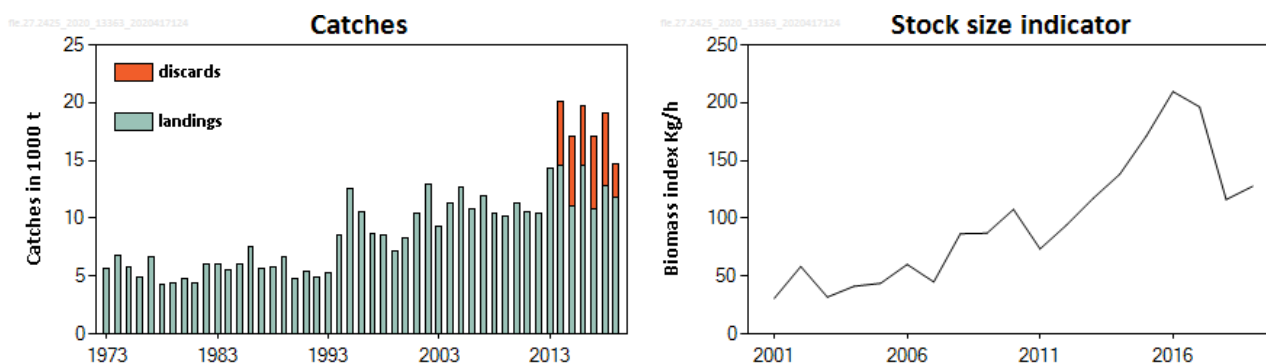 fle.27.2425_2020_13363_2020417124
Catches
25
20
15
10
5
0
Catches in 1000 t
discards
landings
1973
1983
1993
2003
2013
fle.27.2425_2020_13363_2020417124
Stock size indicator
250
200
150
100
50
0
Biomass index Kg/h
2001
2006
2011
2016